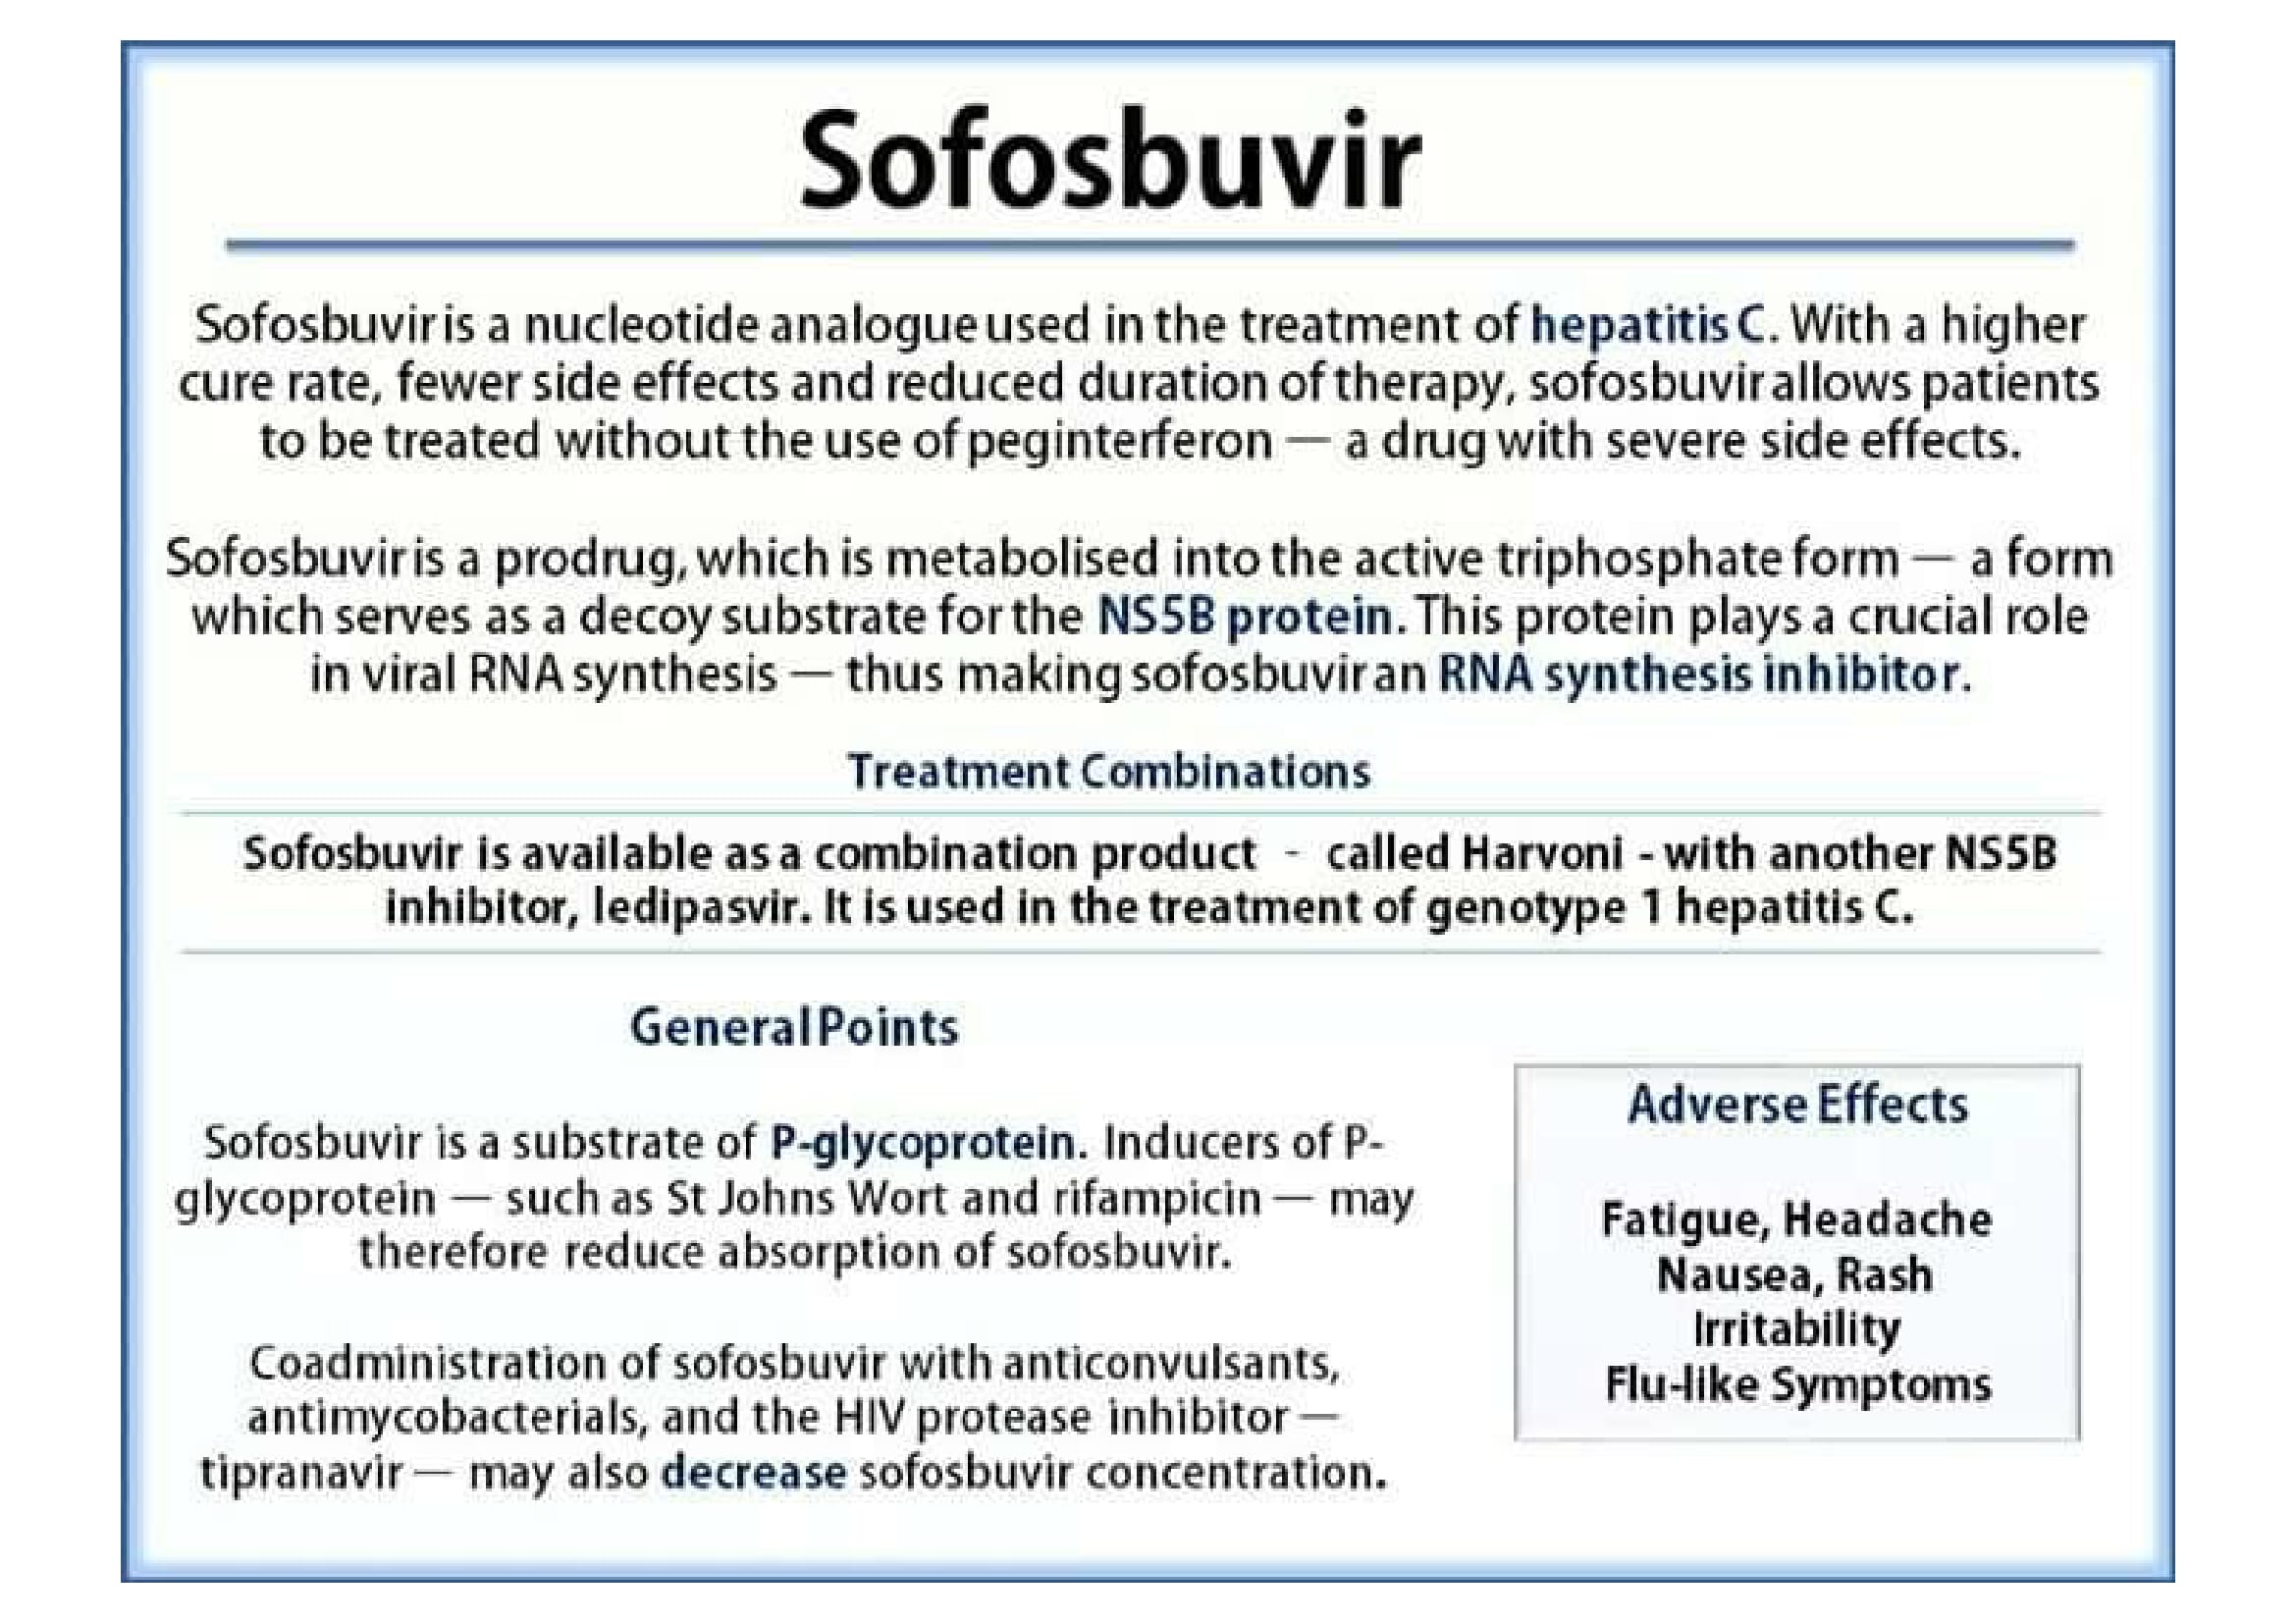 Sofosbuvir
Sofosbuvir is a nucleotide analogue used in the treatment of hepatitis C. With a higher
cure rate, fewer side effects and reduced duration of therapy, sofosbuvir allows patients
to be treated without the use of peginterferon — a drug with severe side effects.
Sofosbuvir is a prodrug, which is metabolised into the active triphosphate form — a form
which serves as a decoy substrate for the NS5B protein. This protein plays a crucial role
in viral RNA synthesis — thus making sofosbuvir an RNA synthesis inhibitor.
Treatment Combinations
Sofosbuvir is available as a combination product - called Harvoni - with another NS5B
inhibitor, ledipasvir. It is used in the treatment of genotype 1 hepatitis C.
General Points
Sofosbuvir is a substrate of P-glycoprotein. Inducers of P-
glycoprotein — such as St Johns Wort and rifampicin — may
therefore reduce absorption of sofosbuvir.
Coadministration of sofosbuvir with anticonvulsants,
antimycobacterials, and the HIV protease inhibitor —
tipranavir — may also decrease sofosbuvir concentration.
Adverse Effects
Fatigue, Headache
Nausea, Rash
Irritability
Flu-like Symptoms